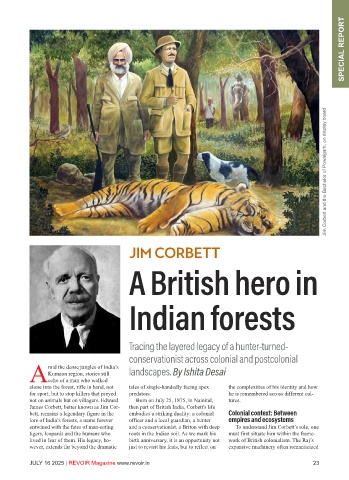 SPECIAL REPORT
Jim Corbett and the Bachelor of Powalgarh, on Masonry board
JIM CORBETT
A British hero in
Indian forests
Tracing the layered legacy of a hunter-turned-
conservationist across colonial and postcolonial
landscapes. By Ishita Desai
Amid the dense jungles of India's
Kumaon region, stories still
echo of a man who walked
alone into the forest, rifle in hand, not
for sport, but to stop killers that preyed
not on animals but on villagers. Edward
James Corbett, better known as Jim Cor-
bett, remains a legendary figure in the
lore of India's forests, a name forever
entwined with the fates of man-eating
tigers, leopards and the humans who
lived in fear of them. His legacy, ho-
wever, extends far beyond the dramatic
tales of single-handedly facing apex
predators.
Born on July 25, 1875, in Nainital,
then part of British India, Corbett's life
embodies a striking duality: a colonial
officer and a local guardian, a hunter
and a conservationist, a Briton with deep
roots in the Indian soil. As we mark his
birth anniversary, it is an opportunity not
just to revisit his feats, but to reflect on
the complexities of his identity and how
he is remembered across different cul-
tures.
Colonial context: Between
empires and ecosystems
To understand Jim Corbett's role, one
must first situate him within the frame-
work of British colonialism. The Raj's
expansive machinery often romanticised
JULY 16 2025 | REVOIR Magazine www.revoir.in
23